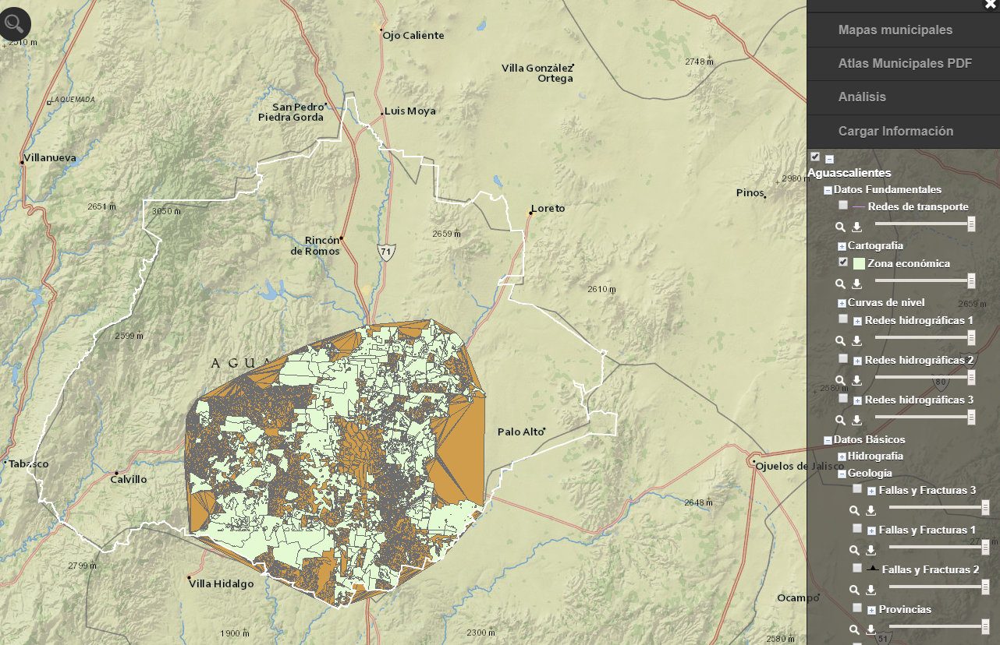 2510 m
Ojo Caliente
Villa González
Ortega
2748 m
LA QUEMADA
San Pedro
Piedra Gorda
Luis Moya
Villanueva
2980 m
Pinos
2651 m
3050 m
Loreto
2659 m
Rincón
de Romos
71
2610 m
2599 m
A G U A
Palo Alto
Tabasco
Calvillo
Ojuelos de Jalisco
2648 m
2799 m
Villa Hidalgo
Ocampo
1900 m
2300 m
2580 m
Mapas municipales
Atlas Municipales PDF
Análisis
Cargar Información
Aguascalientes
Datos Fundamentales
Redes de transporte
Cartografía
Zona económica
Curvas de nivel
2659 m
Redes hidrográficas 1
Redes hidrográficas 2
80
2580 m
Redes hidrográficas 3
Datos Básicos
Hidrografía
Geología
Fallas y Fracturas 3
Fallas y Fracturas 1
Fallas y Fracturas 2
Provincias
51